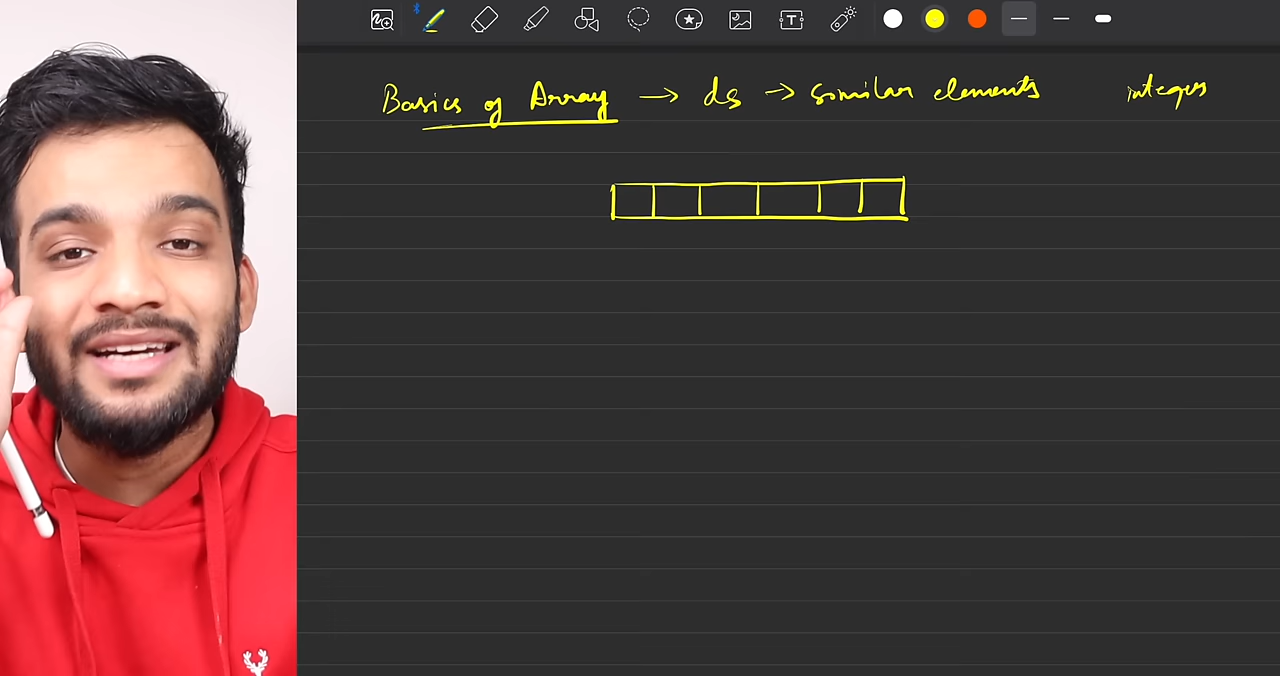 Basics of Array → ds → similar elements integers